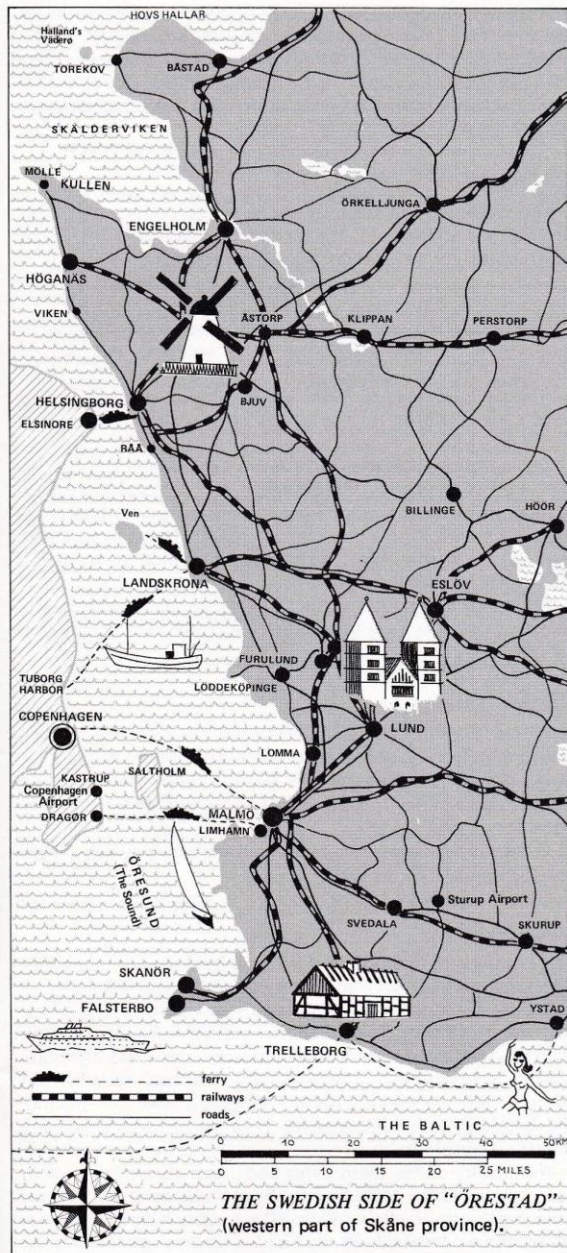 HOVS HALLAR
Halland's
Väderø
TOREKOV
BÅSTAD
SKÄLDERVIKEN
MÖLLE
KULLEN
ÖRKELLJUNGA
ENGELHOLM
HÖGANÄS
VIKEN
ÅSTORP
KLIPPAN
PERSTORP
HELSINGBORG
BJUV
ELSINORE
RÅÅ
BILLINGE
HÖÖR
Ven
LANDSKRONA
ESLÖV
FURULUND
TUBORG
HARBOR
LÖDDEKÖPINGE
COPENHAGEN
LUND
LOMMA
SALTHOLM
KASTRUP
Copenhagen
Airport
MALMÖ
DRAGØR
LIMHAMN
ÖRESUND
(The Sound)
Sturup Airport
SVEDALA
SKURUP
SKANÖR
FALSTERBO
YSTAD
TRELLEBORG
ferry
railways
roads
THE BALTIC
0 10 20 30 40 50 KM
0 5 10 15 20 25 MILES
THE SWEDISH SIDE OF "ÖRESTAD"
(western part of Skåne province).